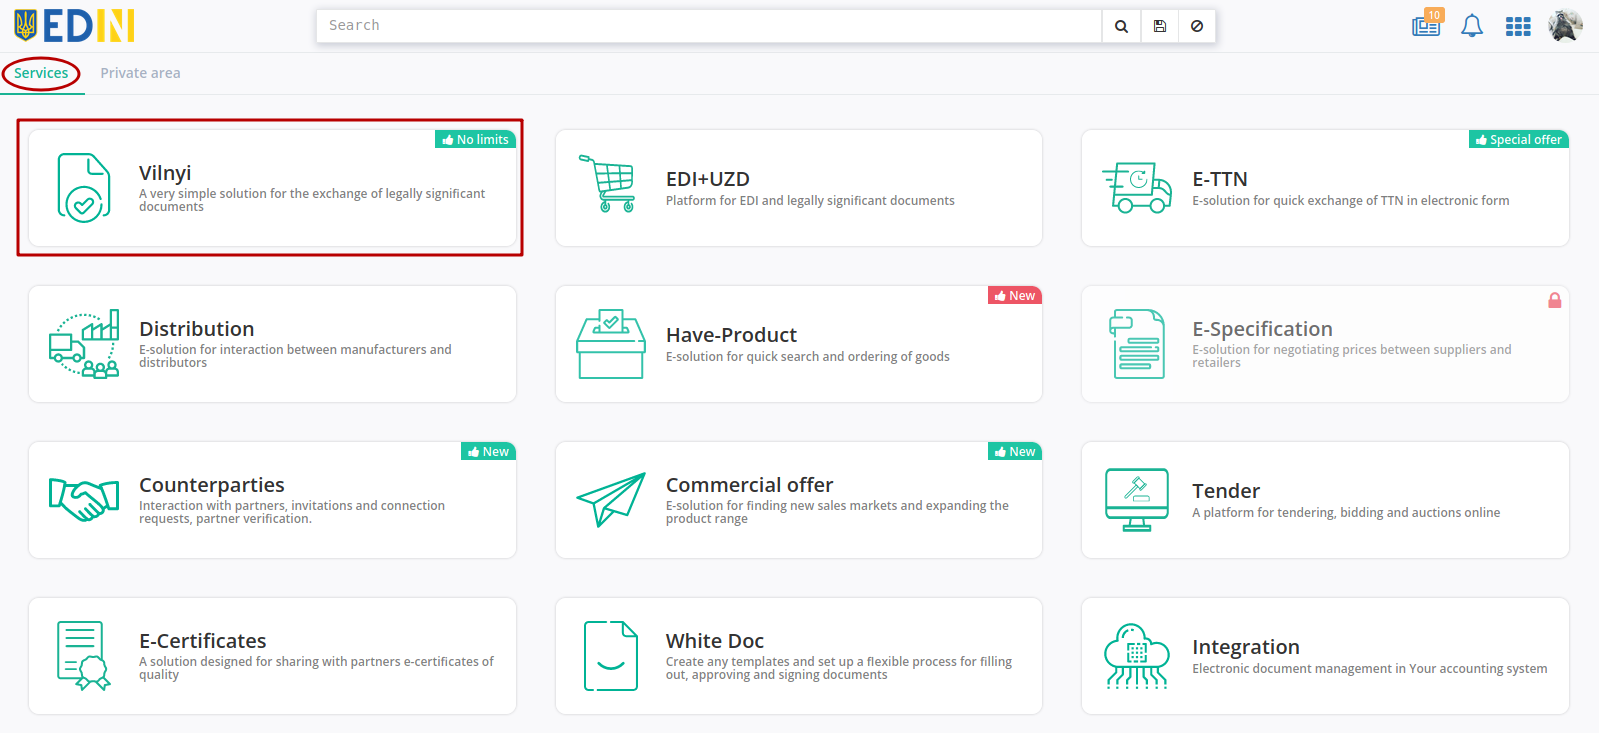 EDIN
Search
10
Services
Private area
No limits
Vilnyi
A very simple solution for the exchange of legally significant
documents
EDI+UZD
Platform for EDI and legally significant documents
Special offer
E-TTN
E-solution for quick exchange of TTN in electronic form
Distribution
E-solution for interaction between manufacturers and
distributors
New
Have-Product
E-solution for quick search and ordering of goods
E-Specification
E-solution for negotiating prices between suppliers and
retailers
New
Counterparties
Interaction with partners, invitations and connection
requests, partner verification.
New
Commercial offer
E-solution for finding new sales markets and expanding the
product range
Tender
A platform for tendering, bidding and auctions online
E-Certificates
A solution designed for sharing with partners e-certificates of
quality
White Doc
Create any templates and set up a flexible process for filling
out, approving and signing documents
Integration
Electronic document management in Your accounting system